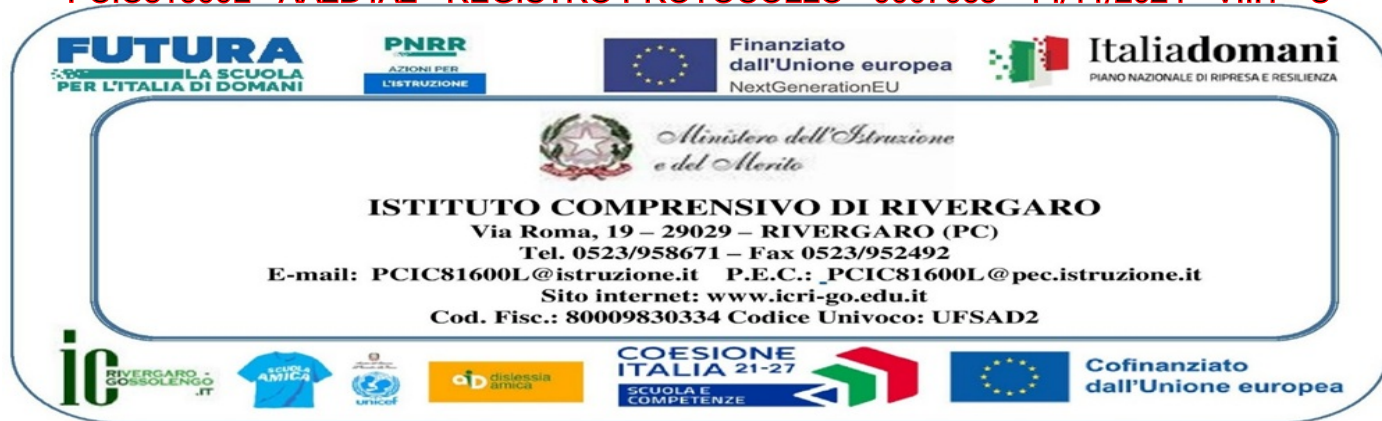 FUTURA
LA SCUOLA
PER L'ITALIA DI DOMANI
PNRR
AZIONI PER
L'ISTRUZIONE
Finanziato
dall'Unione europea
NextGenerationEU
Italiadomani
PIANO NAZIONALE DI RIPRESA E RESILIENZA
Ministero dell'Istruzione
e del Merito
ISTITUTO COMPRENSIVO DI RIVERGARO
Via Roma, 19 – 29029 – RIVERGARO (PC)
Tel. 0523/958671 – Fax 0523/952492
E-mail: PCIC81600L@istruzione.it P.E.C.: PCIC81600L@pec.istruzione.it
Sito internet: www.icri-go.edu.it
Cod. Fisc.: 80009830334 Codice Univoco: UFSAD2
ic
RIVERGARO -
GOSSOLENGO
.IT
SCUOLA
AMICA
unicef
aid dislessia
amica
COESIONE
ITALIA 21-27
SCUOLA E
COMPETENZE
Cofinanziato
dall'Unione europea